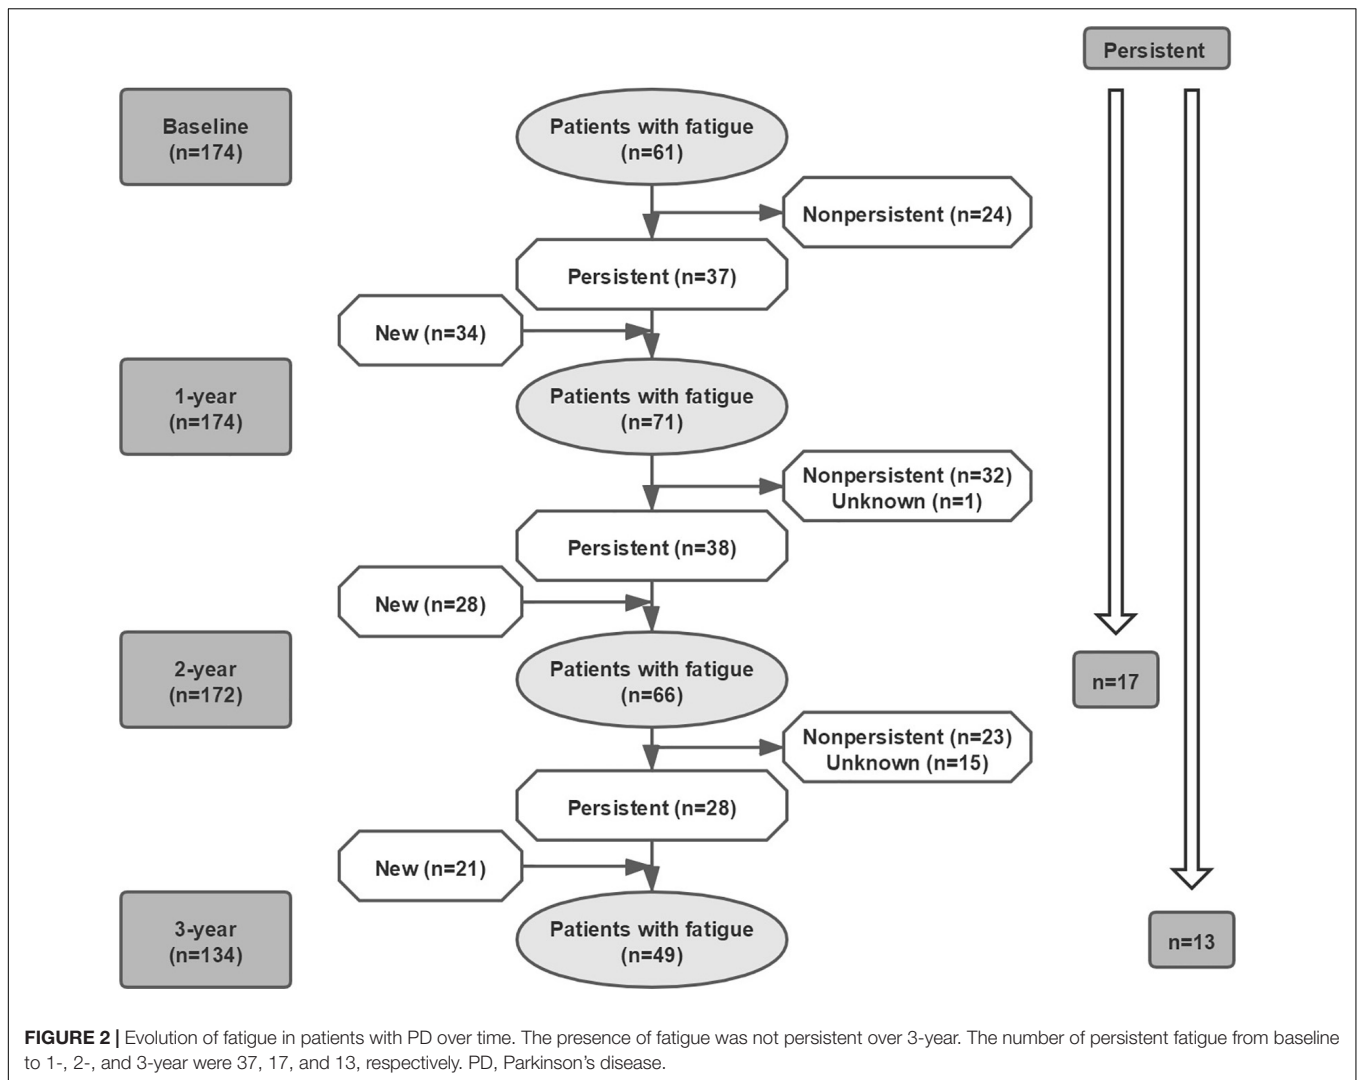 Persistent
Baseline
(n=174)
Patients with fatigue
(n=61)
Nonpersistent (n=24)
Persistent (n=37)
New (n=34)
1-year
(n=174)
Patients with fatigue
(n=71)
Nonpersistent (n=32)
Unknown (n=1)
Persistent (n=38)
New (n=28)
2-year
(n=172)
Patients with fatigue
(n=66)
n=17
Nonpersistent (n=23)
Unknown (n=15)
Persistent (n=28)
New (n=21)
3-year
(n=134)
Patients with fatigue
(n=49)
n=13
FIGURE 2 | Evolution of fatigue in patients with PD over time. The presence of fatigue was not persistent over 3-year. The number of persistent fatigue from baseline
to 1-, 2-, and 3-year were 37, 17, and 13, respectively. PD, Parkinson's disease.